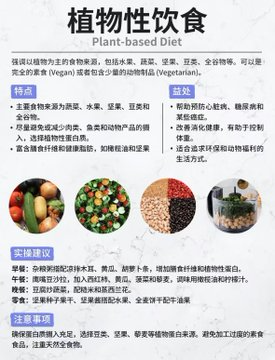 植物性饮食
Plant-based Diet
强调以植物为主的食物来源，包括水果、蔬菜、坚果、豆类、全谷物等。可以是
完全的素食 (Vegan) 或者包含少量的动物制品 (Vegetarian)。
特点
• 主要食物来源为蔬菜、水果、坚果、豆类和
全谷物。
• 尽量避免或减少肉类、鱼类和动物产品的摄
入，选择植物性蛋白质。
• 富含膳食纤维和健康脂肪，如橄榄油和坚果
益处
• 帮助预防心脏病、糖尿病和
某些癌症。
• 改善消化健康，有助于控制
体重。
• 适合追求环保和动物福利的
生活方式。
实操建议
早餐：杂粮粥搭配凉拌木耳、黄瓜、胡萝卜条，增加膳食纤维和植物性蛋白。
午餐：鹰嘴豆沙拉，加入西红柿、黄瓜、菠菜和藜麦，调味用橄榄油和柠檬汁。
晚餐：豆腐炒蔬菜，配糙米和蒸西兰花。
零食：坚果种子果干、坚果酱搭配水果、全麦饼干配牛油果
注意事项
确保蛋白质摄入充足，选择豆类、坚果、藜麦等植物蛋白来源。避免加工过度的素食
食品，注重天然全食物。